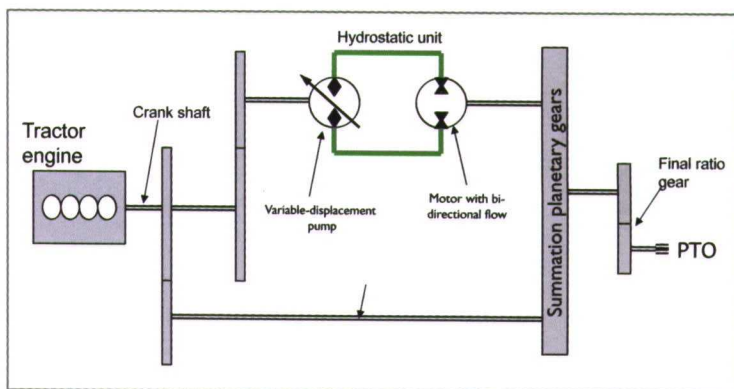 Hydrostatic unit
Crank shaft
Tractor
engine
Variable-displacement
pump
Motor with bi-
directional flow
Summation planetary gears
Final ratio
gear
PTO